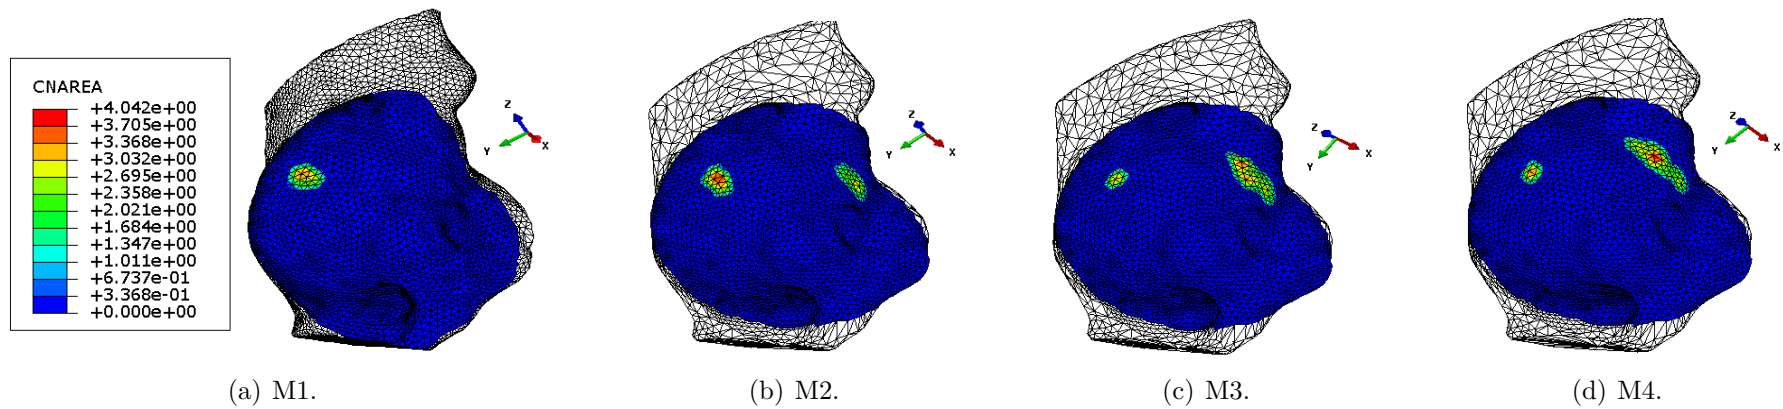 CNAREA
+4.042e+00
+3.705e+00
+3.368e+00
+3.032e+00
+2.695e+00
+2.358e+00
+2.021e+00
+1.684e+00
+1.347e+00
+1.011e+00
+6.737e-01
+3.368e-01
+0.000e+00
Z
Y
X
Z
Y
X
Z
Y
X
Z
Y
X
(a) M1.
(b) M2.
(c) M3.
(d) M4.